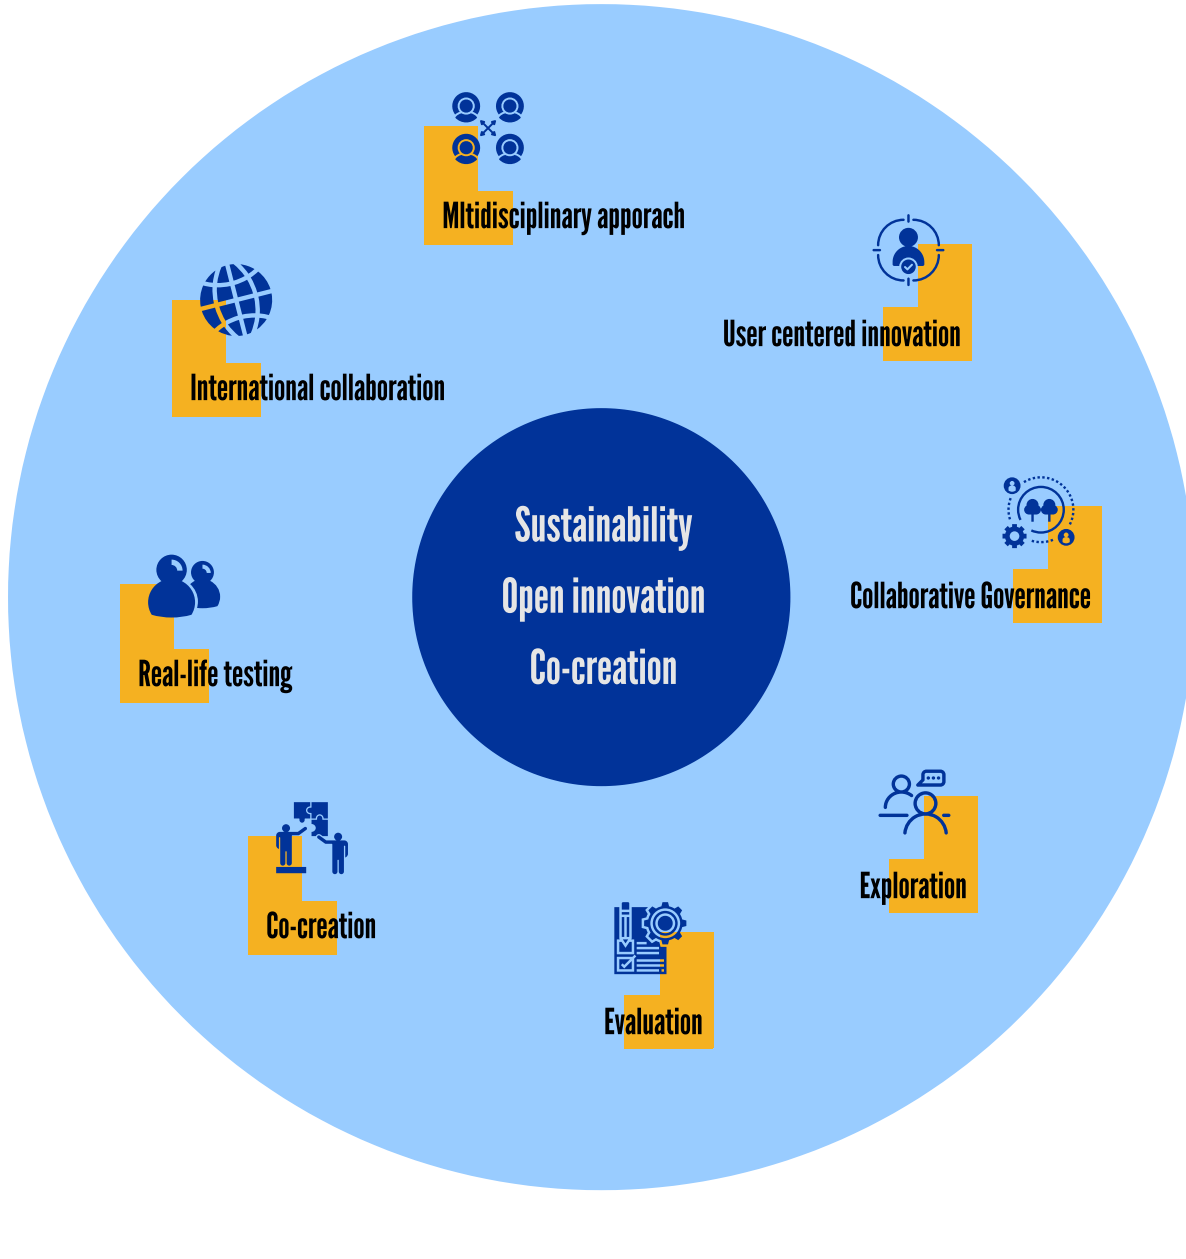 MItidisciplinary apporach
User centered innovation
International collaboration
Sustainability
Open innovation
Co-creation
Collaborative Governance
Real-life testing
Exploration
Co-creation
Evaluation